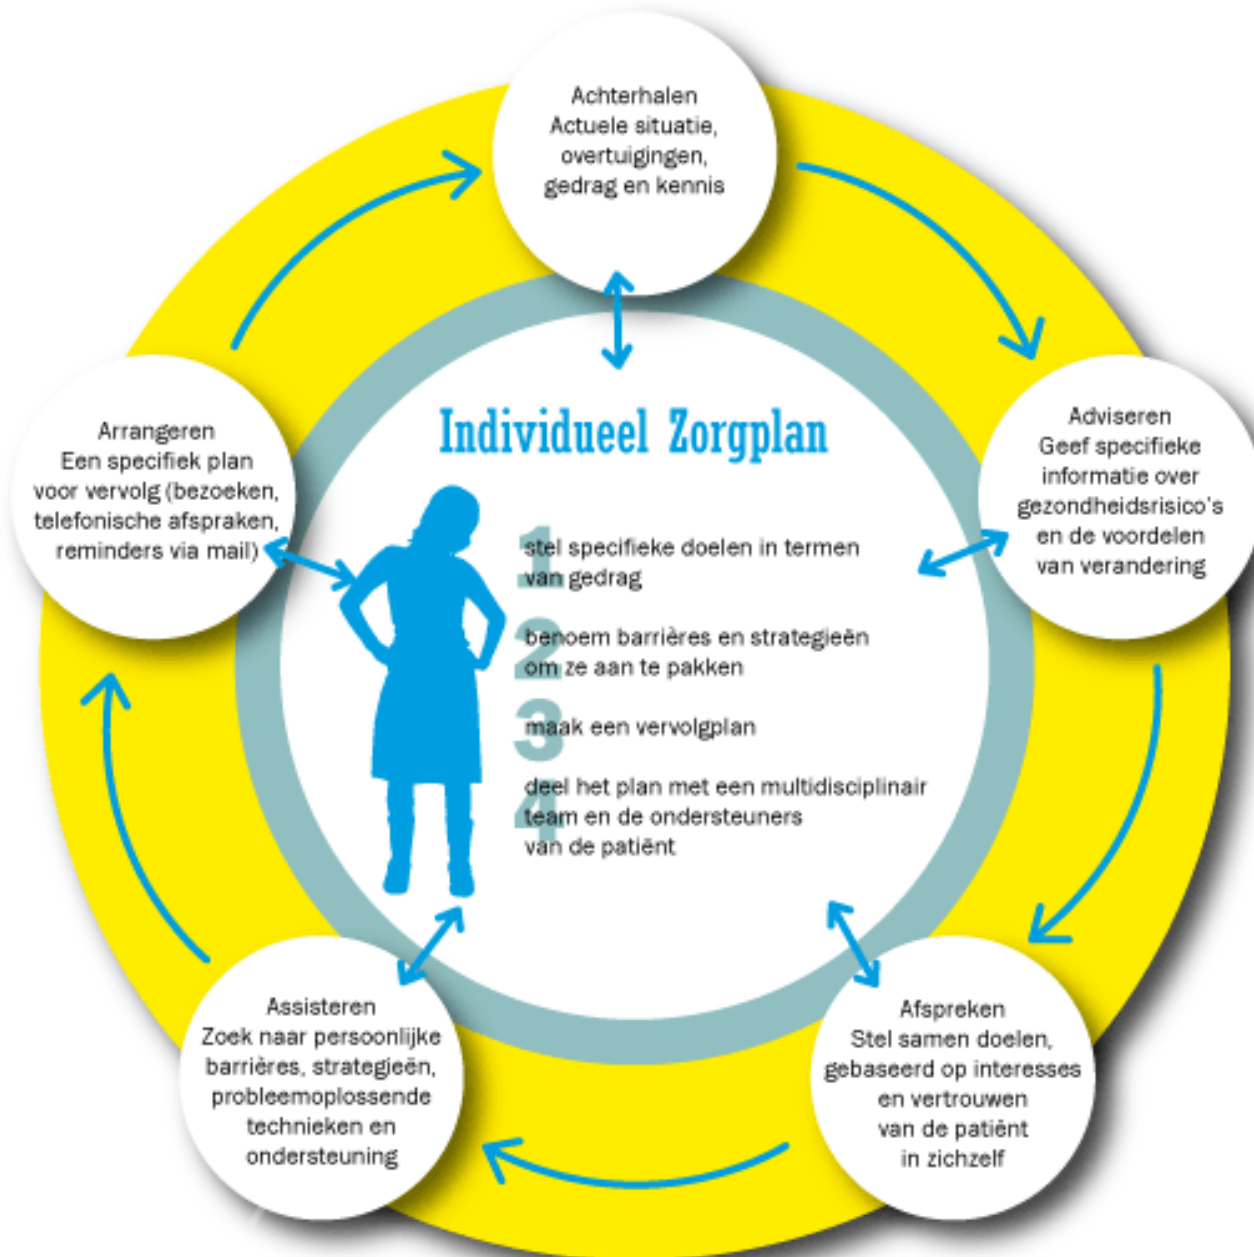 Achterhalen
Actuele situatie,
overtuigingen,
gedrag en kennis
Adviseren
Geef specifieke
informatie over
gezondheidsrisico's
en de voordelen
van verandering
Afspreken
Stel samen doelen,
gebaseerd op interesses
en vertrouwen
van de patiënt
in zichzelf
Assisteren
Zoek naar persoonlijke
barrières, strategieën,
probleemoplossende
technieken en
ondersteuning
Arrangeren
Een specifiek plan
voor vervolg (bezoeken,
telefonische afspraken,
reminders via mail)
Individueel Zorgplan
1 stel specifieke doelen in termen
van gedrag
2 benoem barrières en strategieën
om ze aan te pakken
3 maak een vervolgplan
4 deel het plan met een multidisciplinair
team en de ondersteuners
van de patiënt